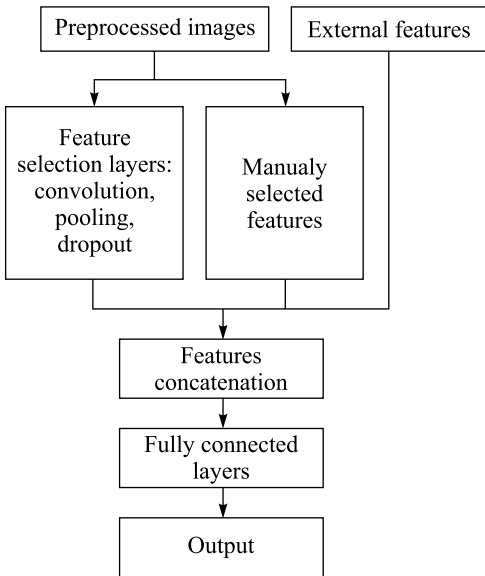 Preprocessed images
External features
Feature
selection layers:
convolution,
pooling,
dropout
Manualy
selected
features
Features
concatenation
Fully connected
layers
Output